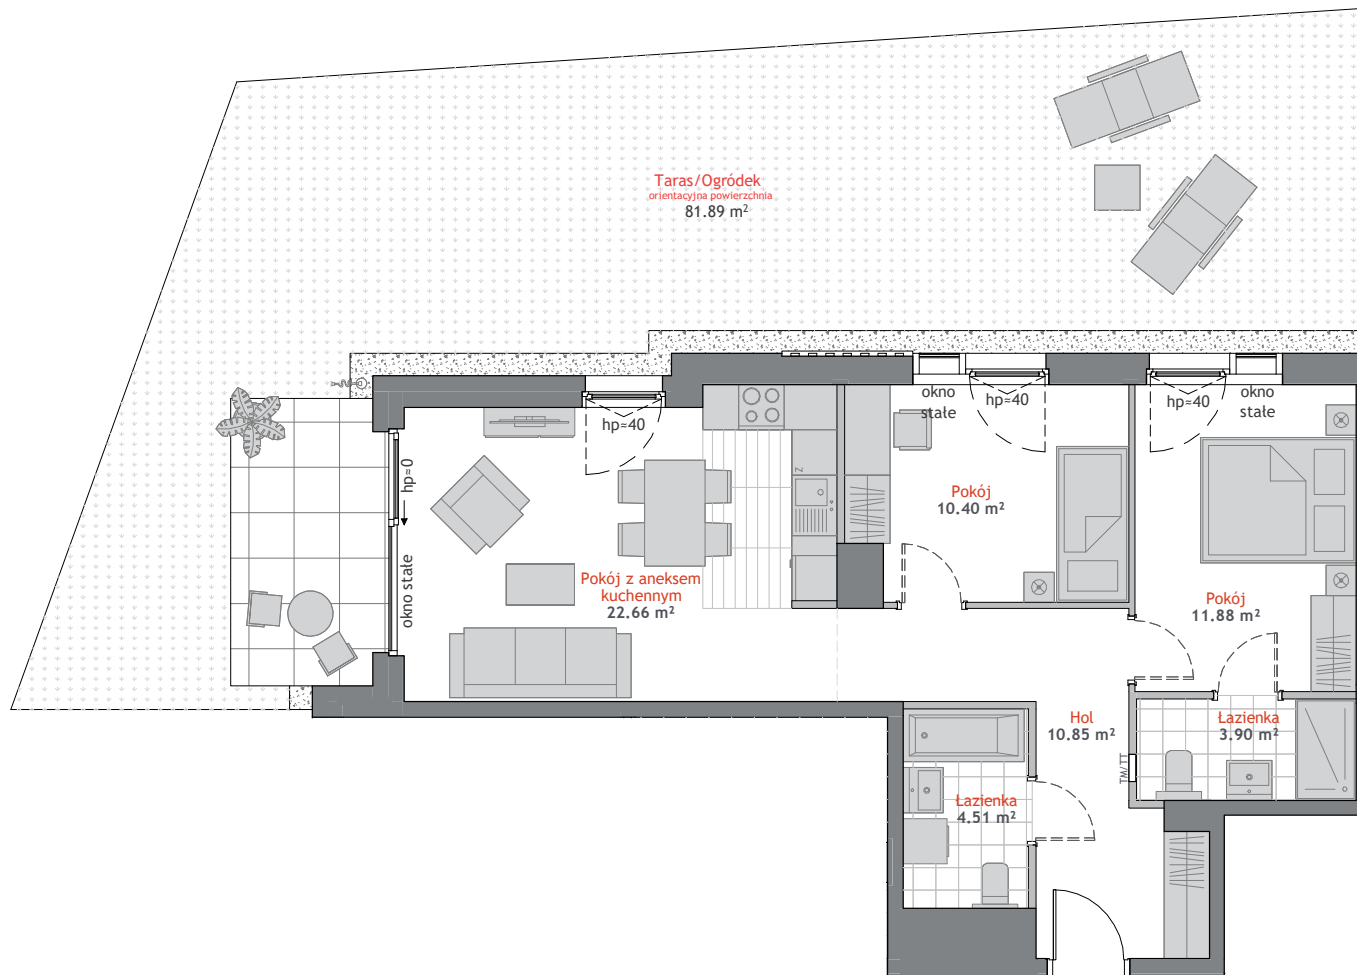 Taras/Ogródek
orientacyjna powierzchnia
81.89 m²
okno
stałe
hp≈40
hp≈40
okno
stałe
hp≈40
hp≈0
okno stałe
Z
Pokój
10.40 m²
Pokój z aneksem
kuchennym
22.66 m²
Pokój
11.88 m²
Hol
10.85 m²
Łazienka
3.90 m²
TM/TT
Łazienka
4.51 m²